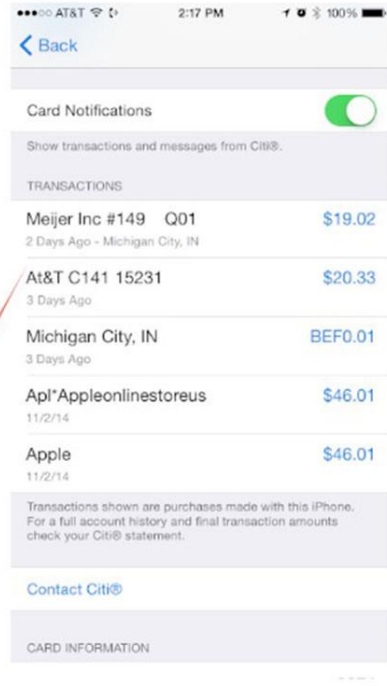 AT&T 2:17 PM 100%
Back
Card Notifications
Show transactions and messages from Citi®.
TRANSACTIONS
Meijer Inc #149 Q01 $19.02
2 Days Ago - Michigan City, IN
At&T C141 15231 $20.33
3 Days Ago
Michigan City, IN BEF0.01
3 Days Ago
Apl*Appleonlinestoreus $46.01
11/2/14
Apple $46.01
11/2/14
Transactions shown are purchases made with this iPhone.
For a full account history and final transaction amounts
check your Citi® statement.
Contact Citi®
CARD INFORMATION